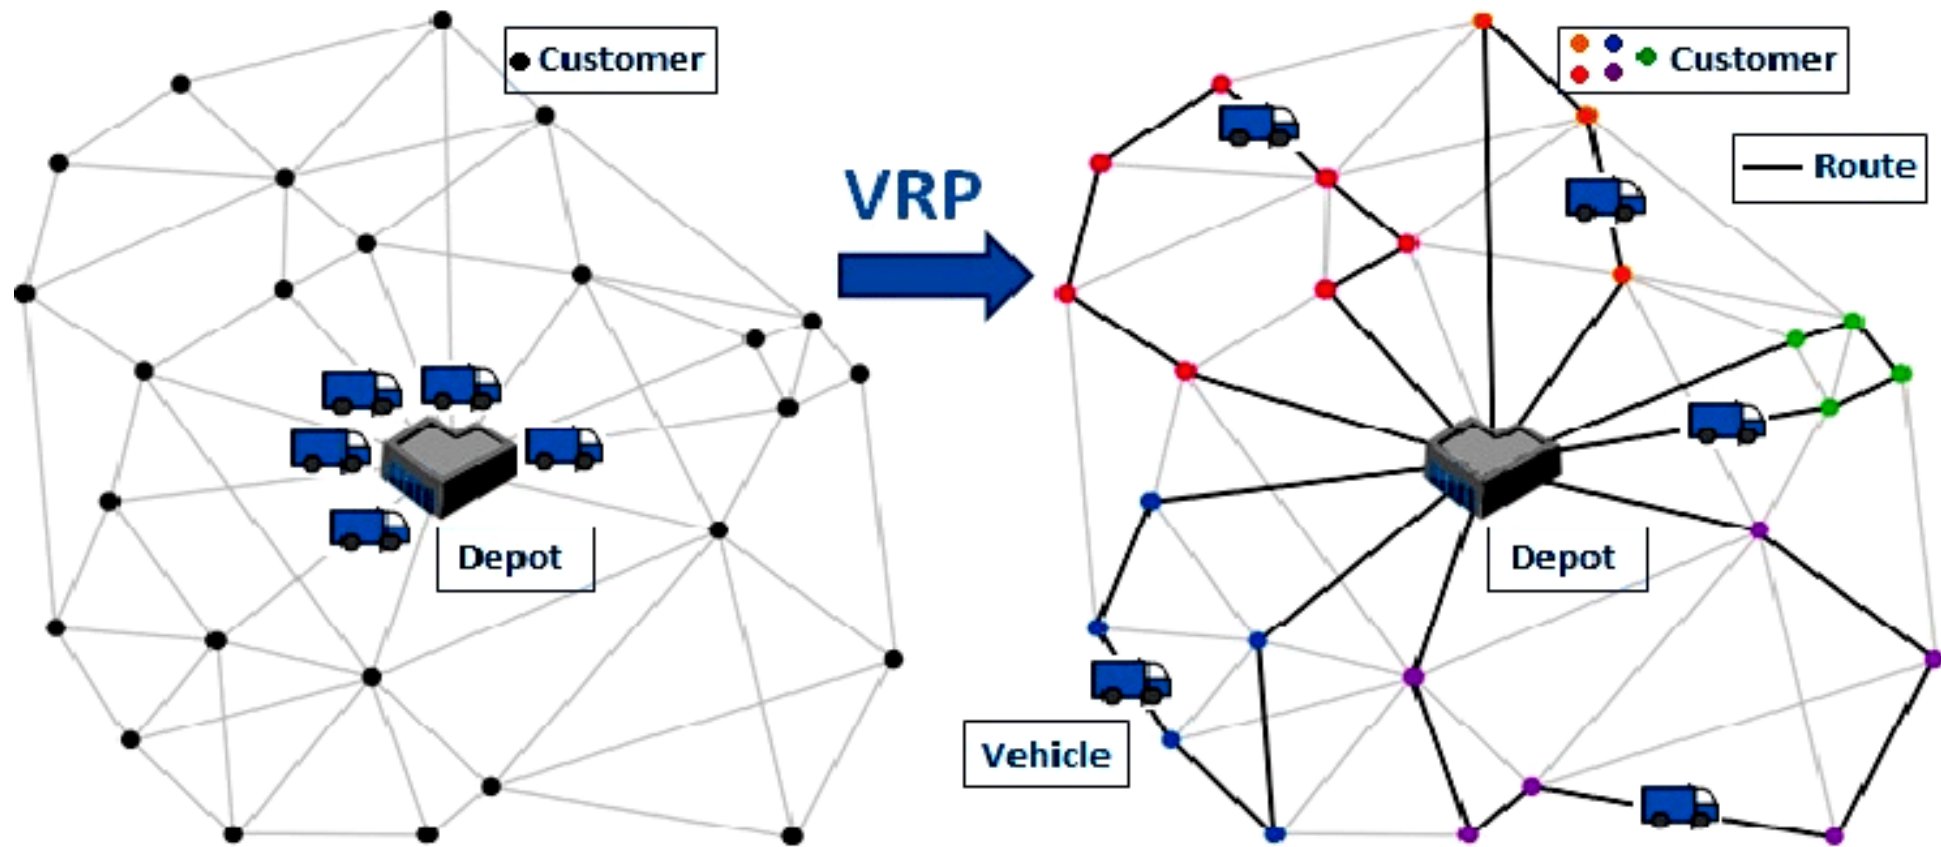 Customer
Depot
VRP
Customer
Route
Depot
Vehicle